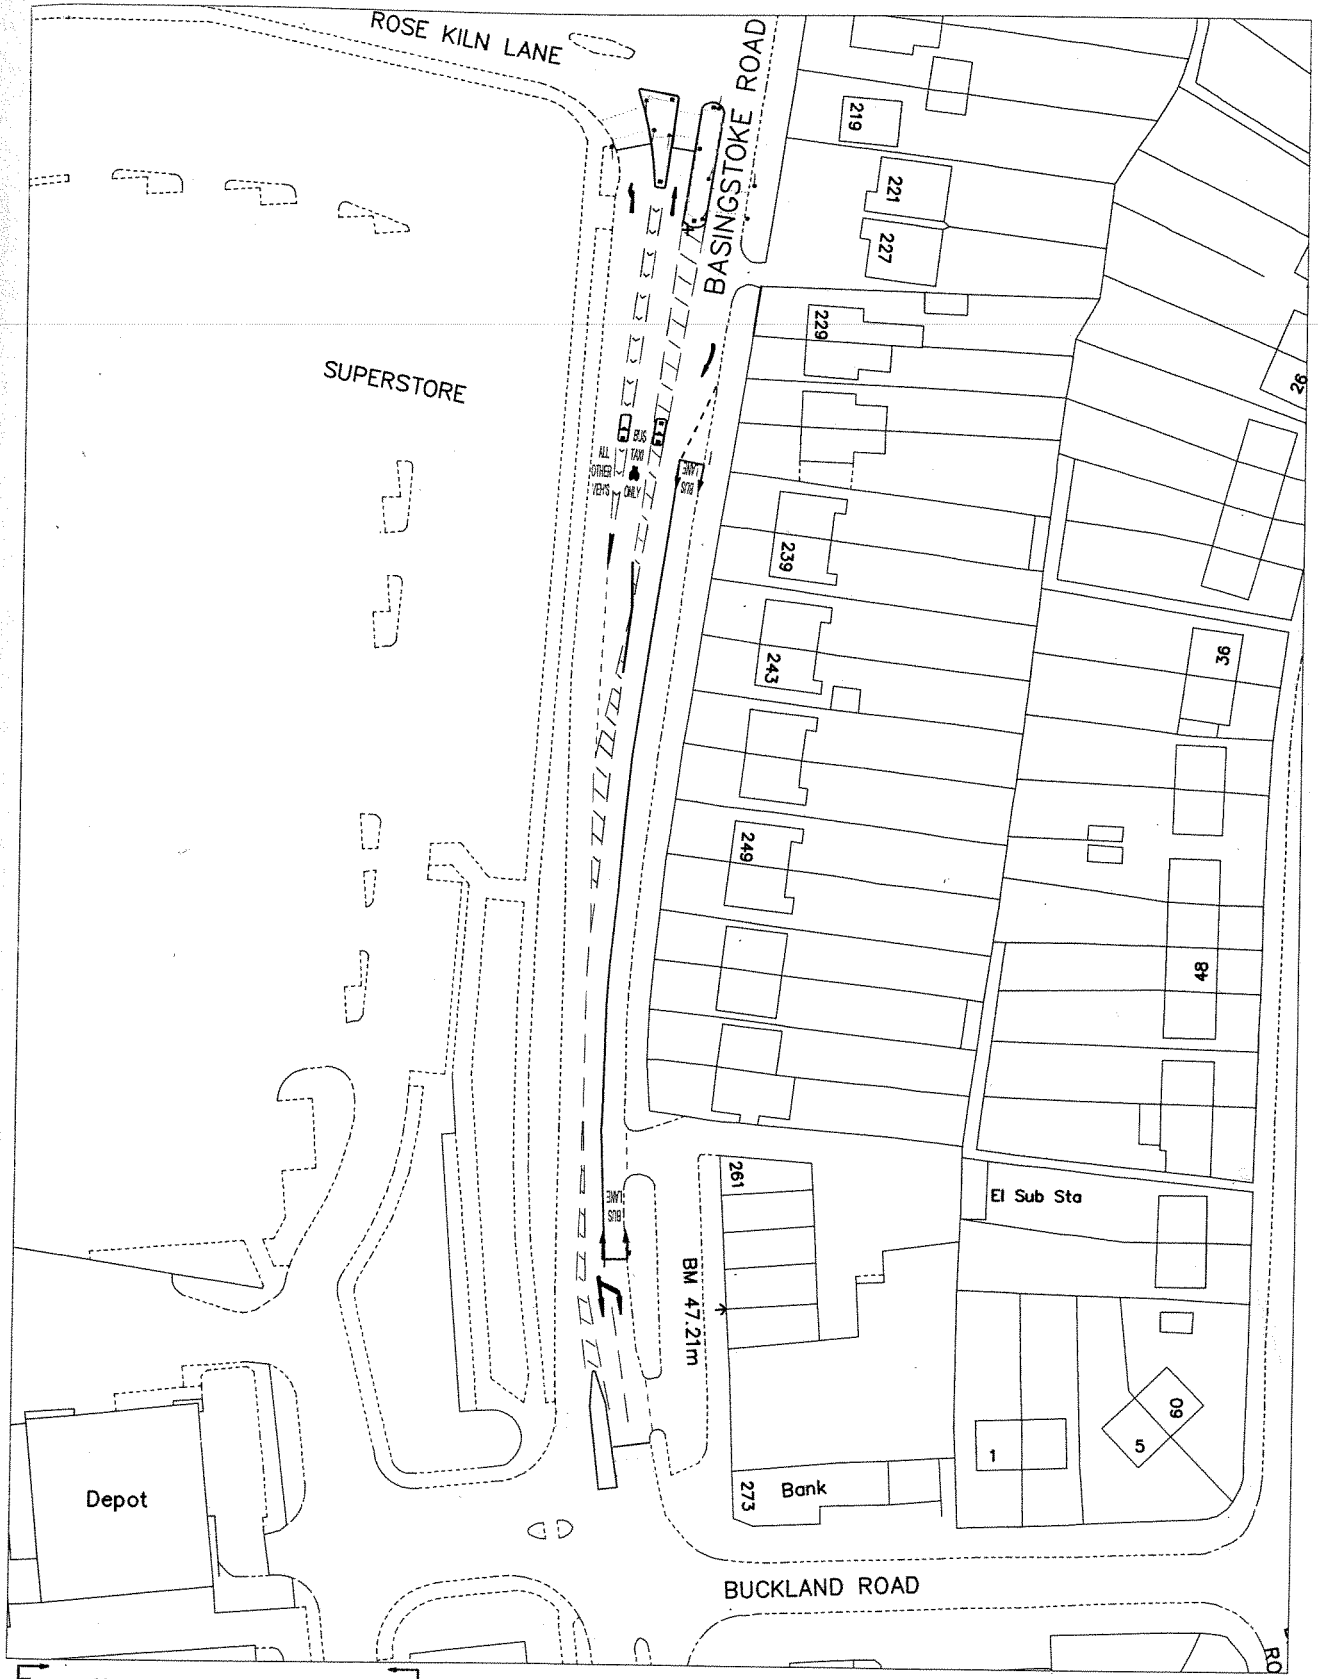 ROSE KILN LANE
BASINGSTOKE ROAD
219
221
227
229
26
SUPERSTORE
ALL
OTHER
VEH'S
BUS
TAXI
ONLY
BUS
LANE
239
243
36
249
48
261
El Sub Sta
BUS
LANE
BM 47.21m
60
5
1
273
Bank
Depot
BUCKLAND ROAD
RO